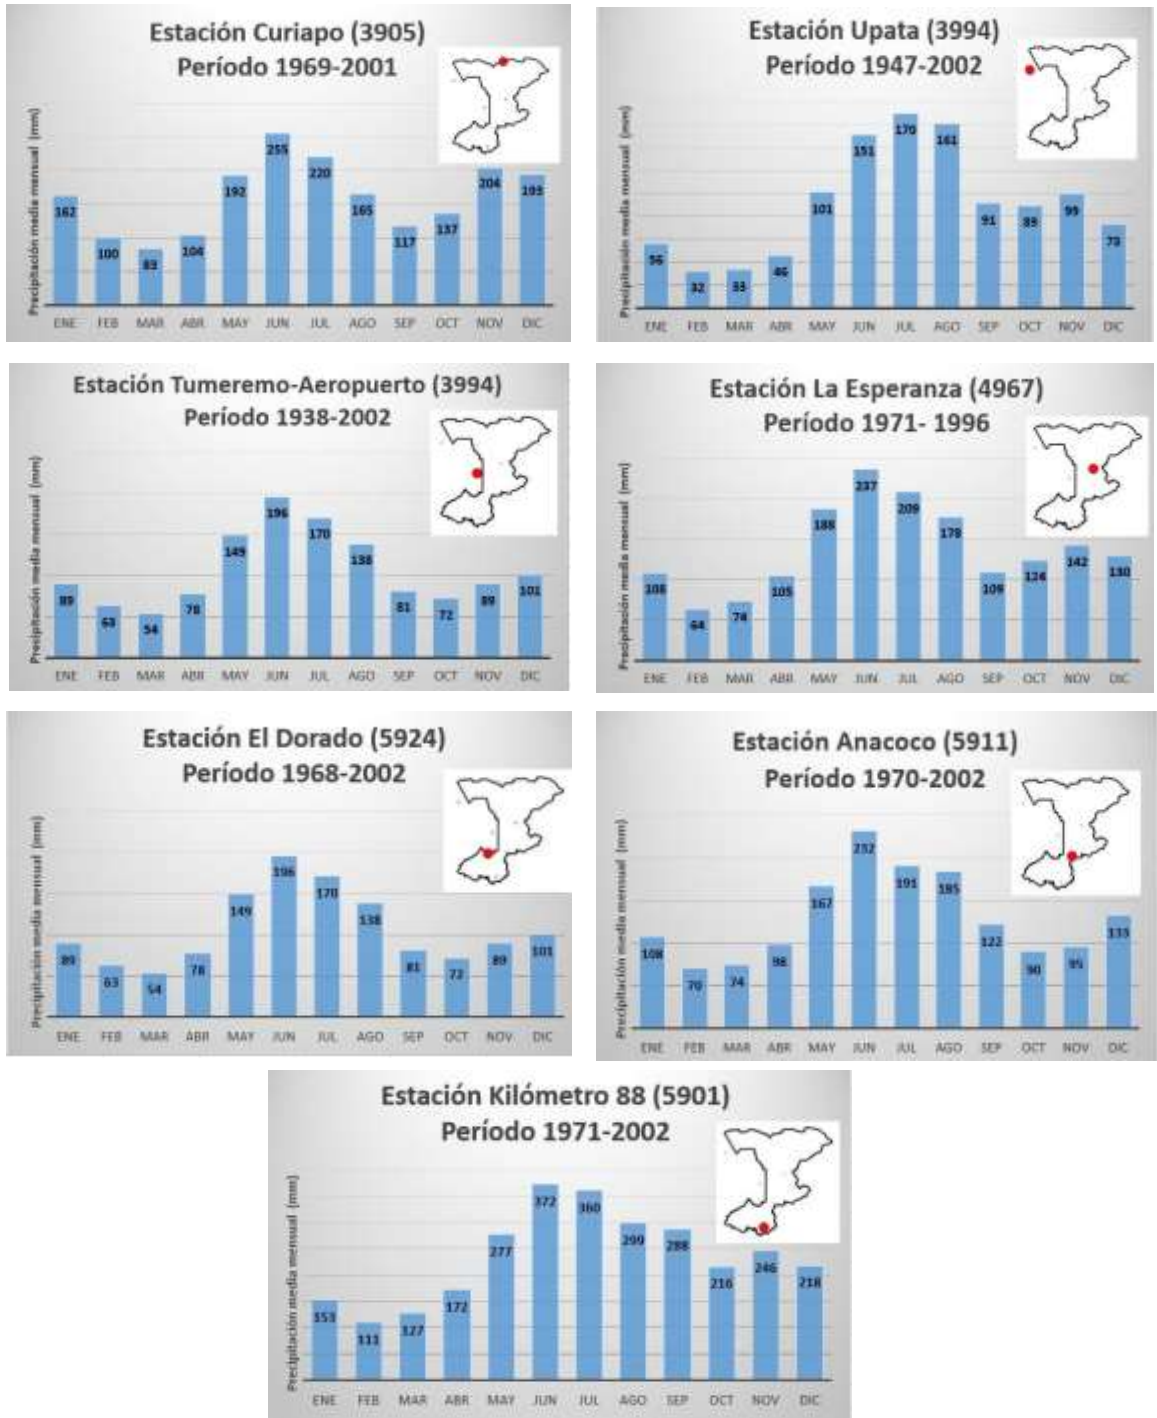 Estación Curiapo (3905)
Período 1969-2001
Precipitación media mensual (mm)
162 100 83 104 192 255 220 165 117 137 204 193
ENE FEB MAR ABR MAY JUN JUL AGO SEP OCT NOV DIC
Estación Upata (3994)
Período 1947-2002
Precipitación media mensual (mm)
56 32 33 46 101 151 170 161 91 89 99 73
ENE FEB MAR ABR MAY JUN JUL AGO SEP OCT NOV DIC
Estación Tumeremo-Aeropuerto (3994)
Período 1938-2002
Precipitación media mensual (mm)
89 63 54 78 149 196 170 138 81 72 89 101
ENE FEB MAR ABR MAY JUN JUL AGO SEP OCT NOV DIC
Estación La Esperanza (4967)
Período 1971- 1996
Precipitación media mensual (mm)
108 64 74 105 188 237 209 179 109 124 142 130
ENE FEB MAR ABR MAY JUN JUL AGO SEP OCT NOV DIC
Estación El Dorado (5924)
Período 1968-2002
Precipitación media mensual (mm)
89 63 54 78 149 196 170 138 81 72 89 101
ENE FEB MAR ABR MAY JUN JUL AGO SEP OCT NOV DIC
Estación Anacoco (5911)
Período 1970-2002
Precipitación media mensual (mm)
108 70 74 98 167 232 191 185 122 90 95 133
ENE FEB MAR ABR MAY JUN JUL AGO SEP OCT NOV DIC
Estación Kilómetro 88 (5901)
Período 1971-2002
Precipitación media mensual (mm)
153 111 127 172 277 372 360 299 288 216 246 218
ENE FEB MAR ABR MAY JUN JUL AGO SEP OCT NOV DIC